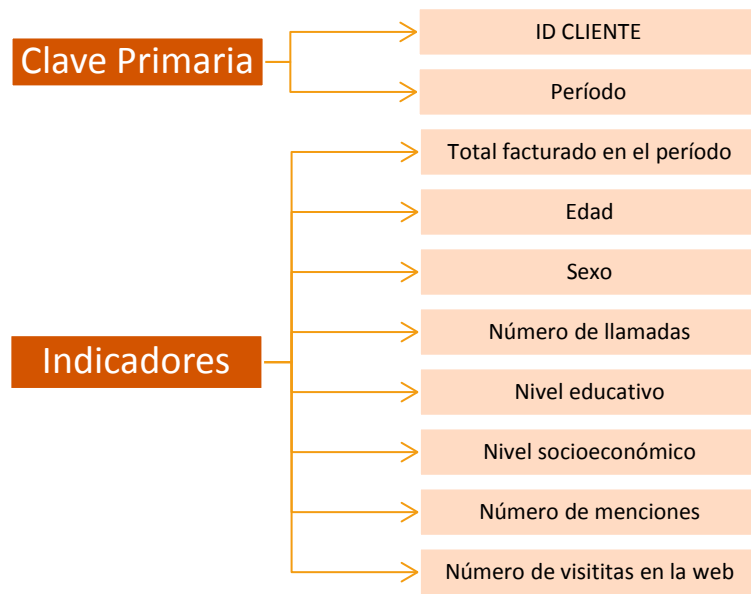 Clave Primaria
ID CLIENTE
Período
Indicadores
Total facturado en el período
Edad
Sexo
Número de llamadas
Nivel educativo
Nivel socioeconómico
Número de menciones
Número de visititas en la web